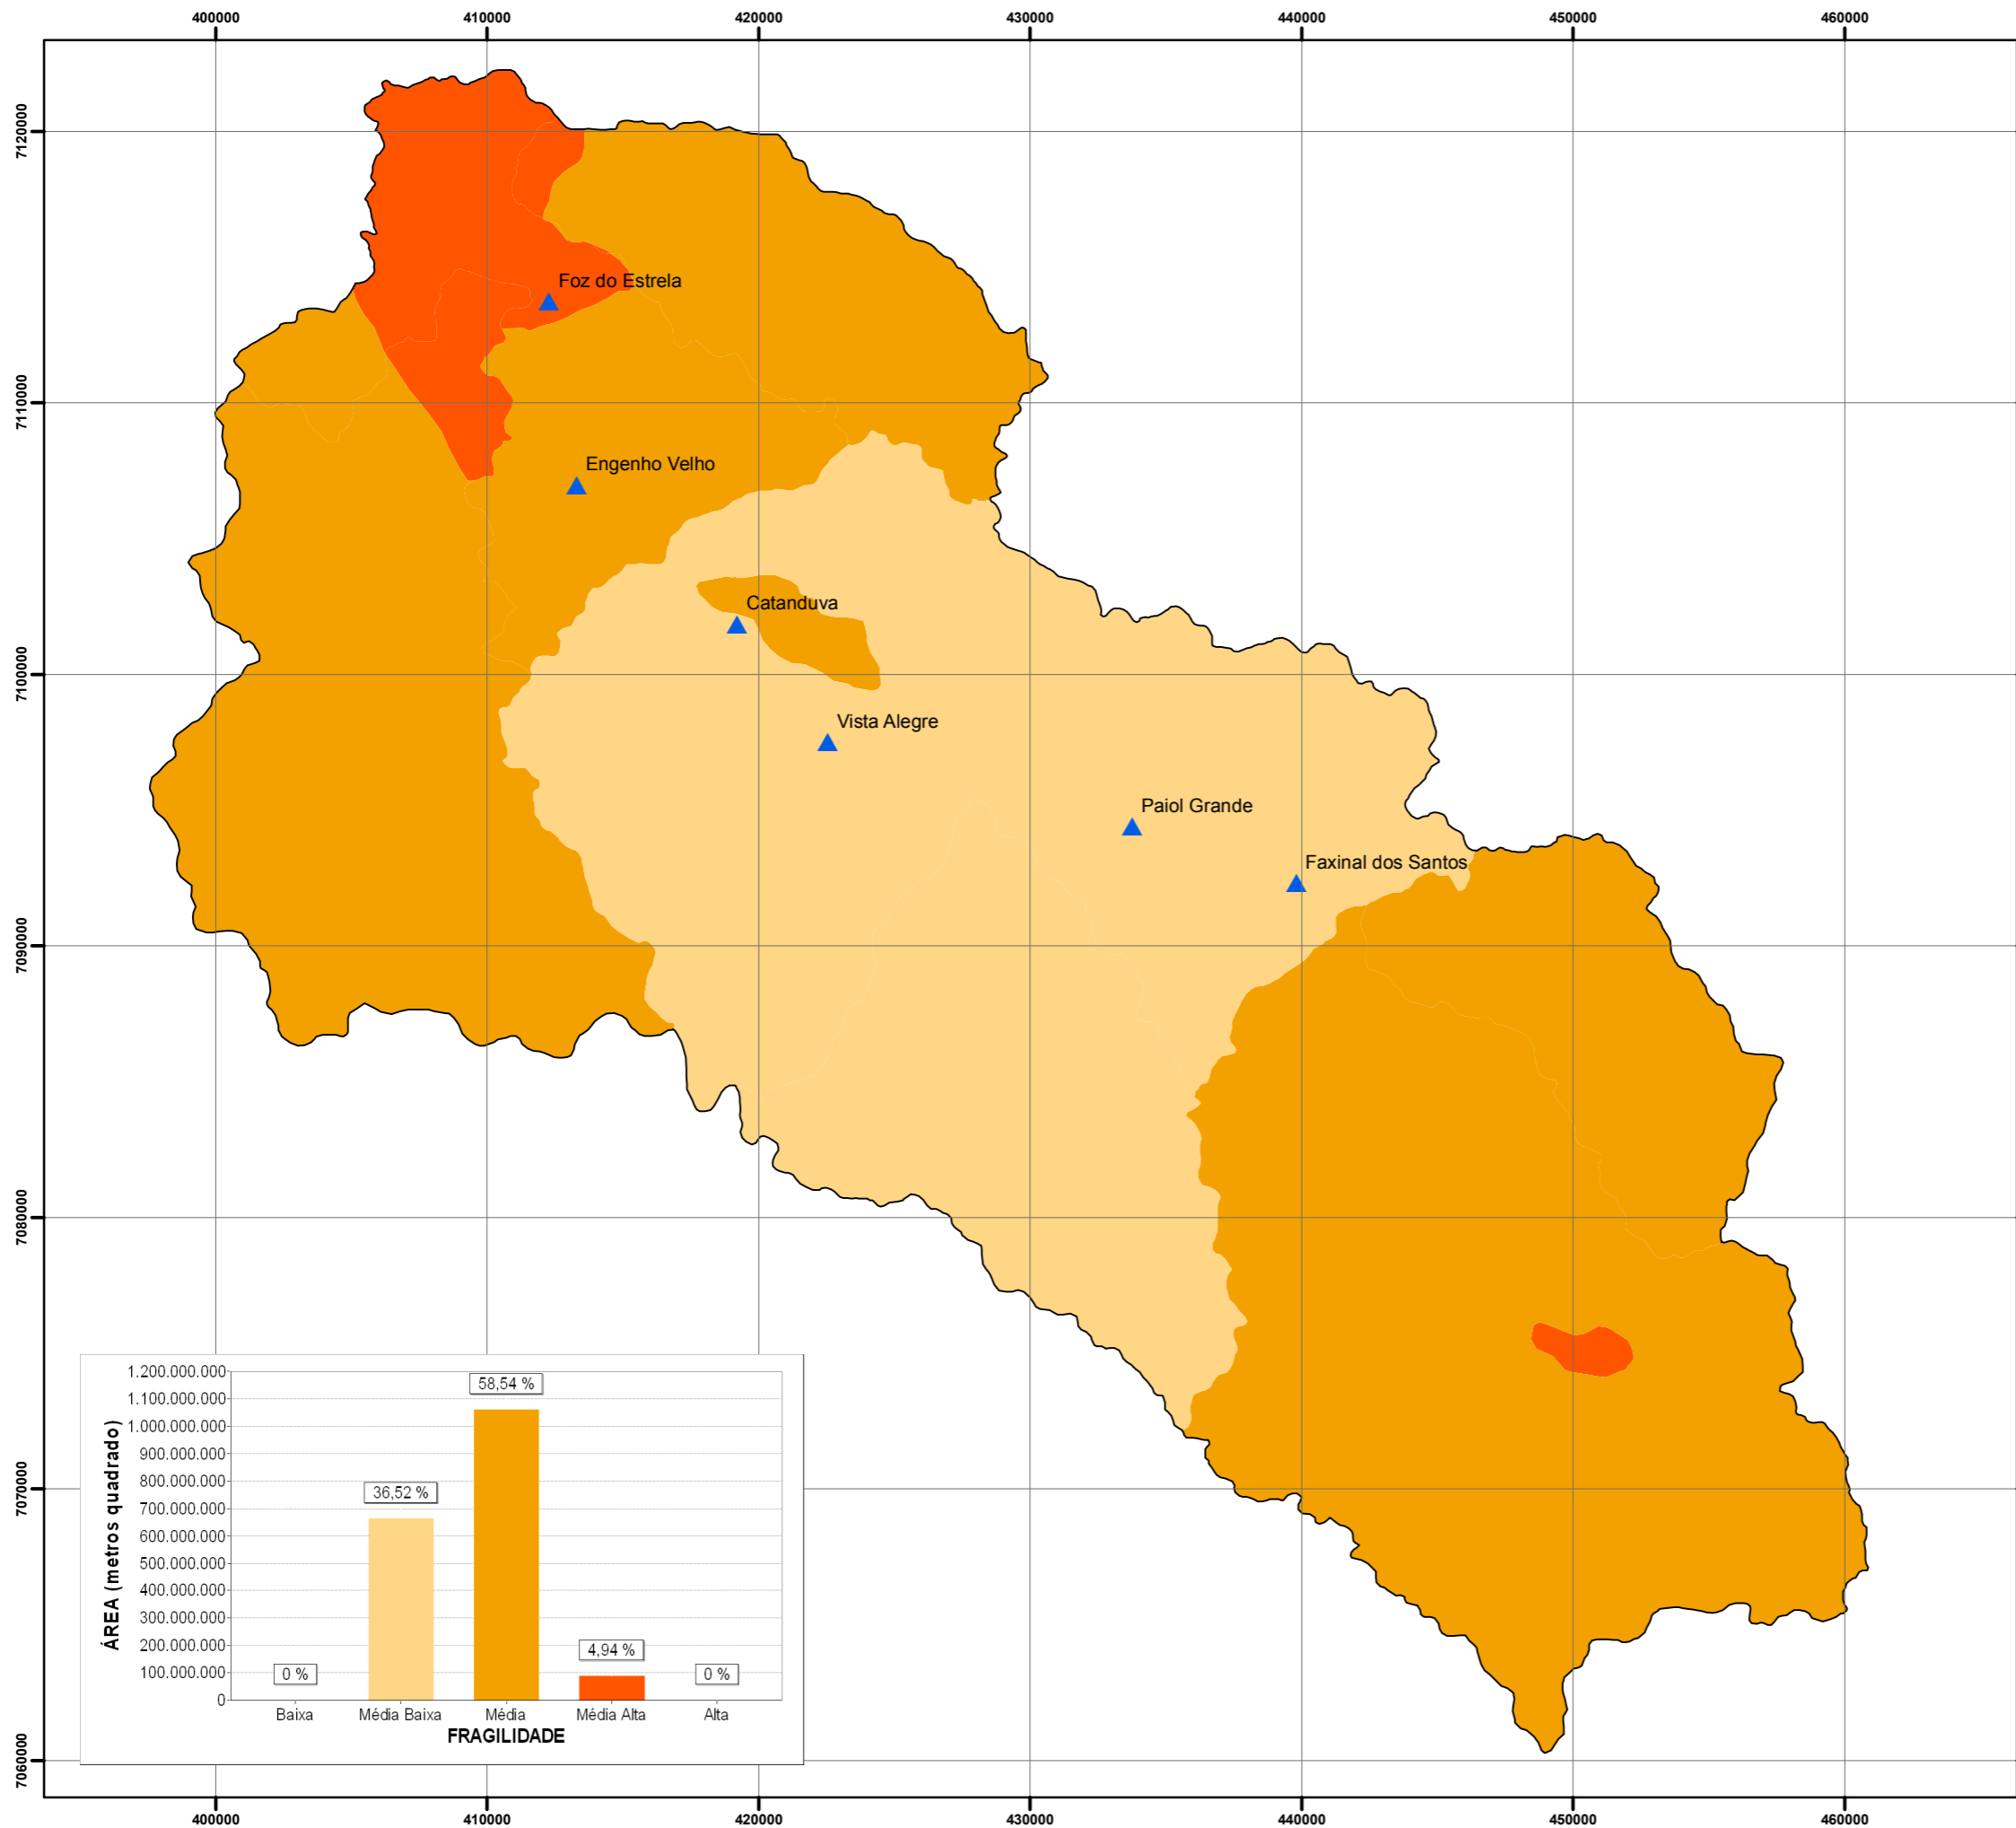 400000 410000 420000 430000 440000 450000 460000
7120000
Foz do Estrela
7110000
Engenho Velho
Catanduva
7100000
Vista Alegre
Paiol Grande
Faxinal dos Santos
7090000
7080000
7070000
7060000
ÁREA (metros quadrado)
1.200.000.000
1.100.000.000
1.000.000.000
900.000.000
800.000.000
700.000.000
600.000.000
500.000.000
400.000.000
300.000.000
200.000.000
100.000.000
0
58,54 %
36,52 %
4,94 %
0 %
0 %
Baixa Média Baixa Média Média Alta Alta
FRAGILIDADE
400000 410000 420000 430000 440000 450000 460000